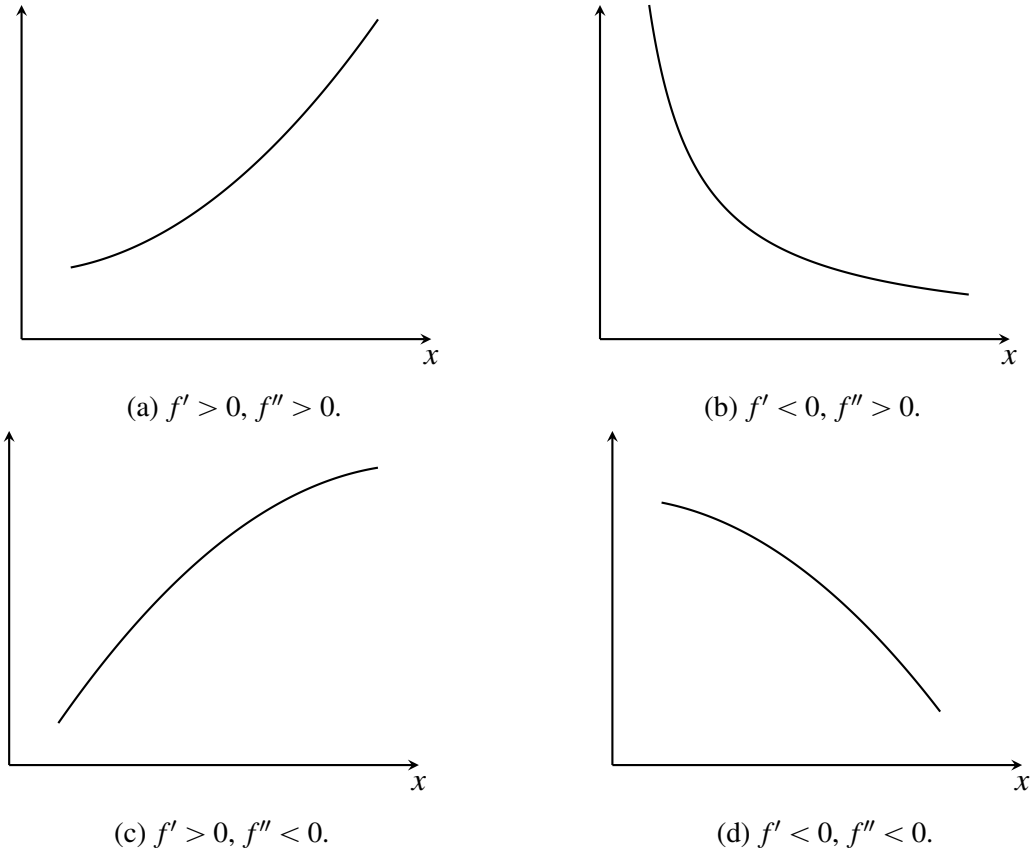 x
x
(a) f′ > 0, f″ > 0.
(b) f′ < 0, f″ > 0.
x
x
(c) f′ > 0, f″ < 0.
(d) f′ < 0, f″ < 0.